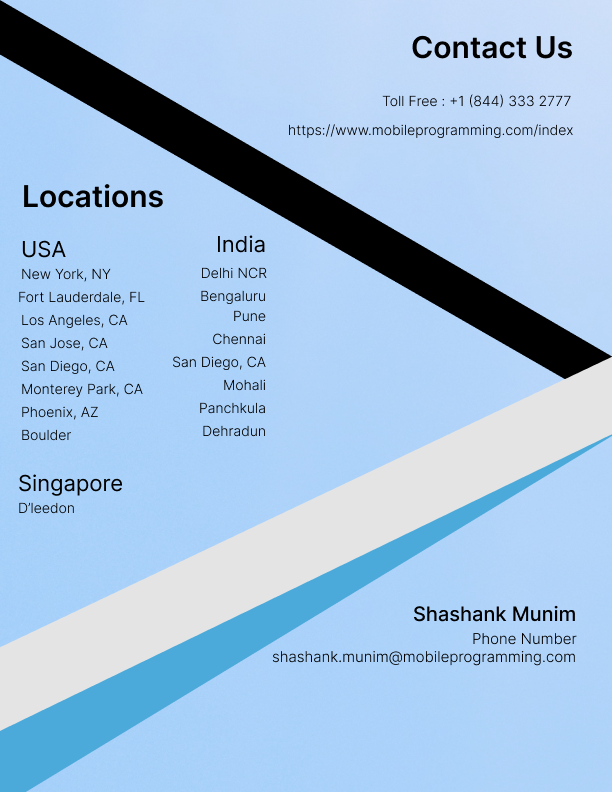 Contact Us
Toll Free : +1 (844) 333 2777
https://www.mobileprogramming.com/index
Locations
USA
New York, NY
Fort Lauderdale, FL
Los Angeles, CA
San Jose, CA
San Diego, CA
Monterey Park, CA
Phoenix, AZ
Boulder
India
Delhi NCR
Bengaluru
Pune
Chennai
San Diego, CA
Mohali
Panchkula
Dehradun
Singapore
D'leedon
Shashank Munim
Phone Number
shashank.munim@mobileprogramming.com